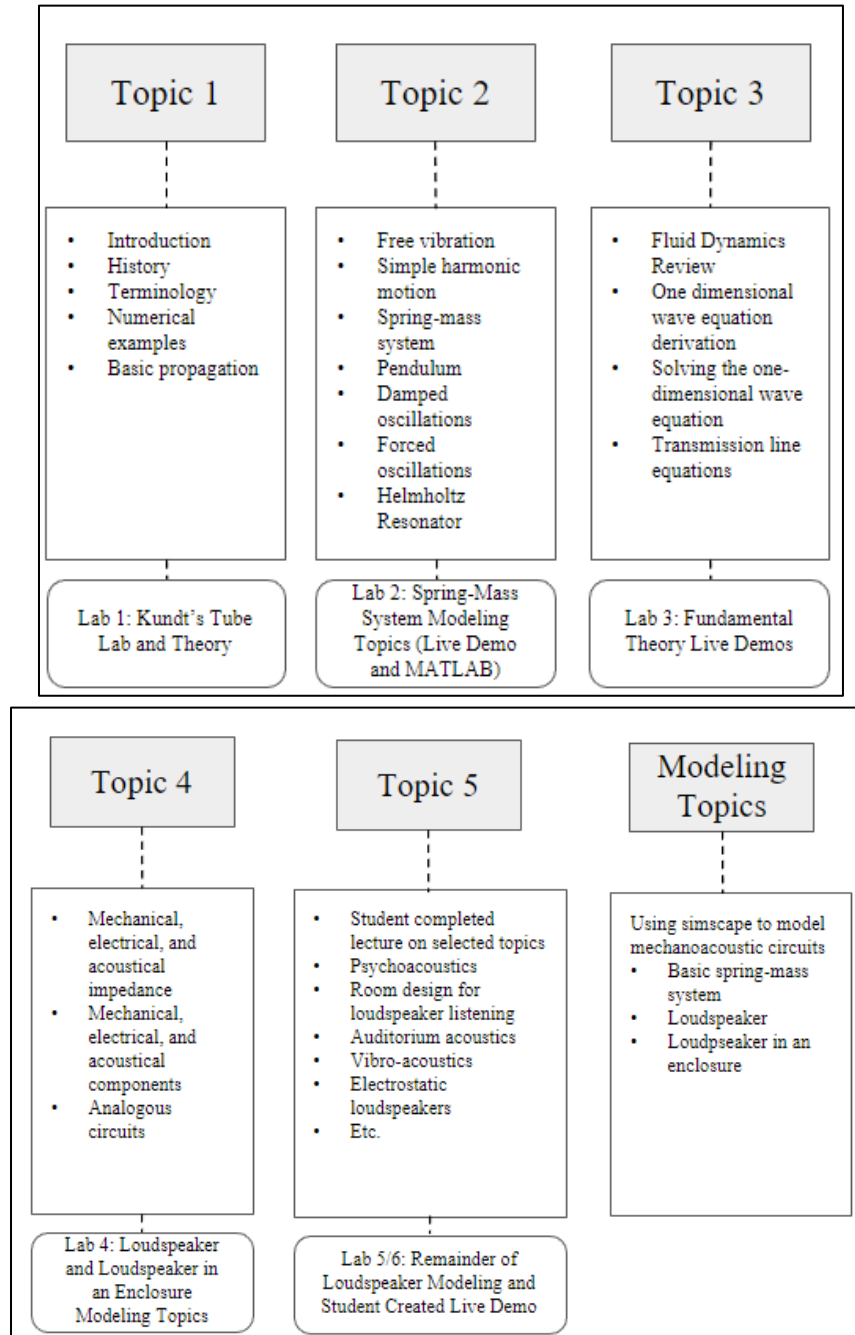 Topic 1
Topic 2
Topic 3
• Introduction
• History
• Terminology
• Numerical
examples
• Basic propagation
• Free vibration
• Simple harmonic
motion
• Spring-mass
system
• Pendulum
• Damped
oscillations
• Forced
oscillations
• Helmholtz
Resonator
• Fluid Dynamics
Review
• One dimensional
wave equation
derivation
• Solving the one-
dimensional wave
equation
• Transmission line
equations
Lab 1: Kundt’s Tube
Lab and Theory
Lab 2: Spring-Mass
System Modeling
Topics (Live Demo
and MATLAB)
Lab 3: Fundamental
Theory Live Demos
Topic 4
Topic 5
Modeling
Topics
• Mechanical,
electrical, and
acoustical
impedance
• Mechanical,
electrical, and
acoustical
components
• Analogous
circuits
• Student completed
lecture on selected
topics
• Psychoacoustics
• Room design for
loudspeaker listening
• Auditorium acoustics
• Vibro-acoustics
• Electrostatic
loudspeakers
• Etc.
Using simscape to model
mechanoacoustic circuits
• Basic spring-mass
system
• Loudspeaker
• Loudpseaker in an
enclosure
Lab 4: Loudspeaker
and Loudspeaker in
an Enclosure
Modeling Topics
Lab 5/6: Remainder of
Loudspeaker Modeling and
Student Created Live Demo